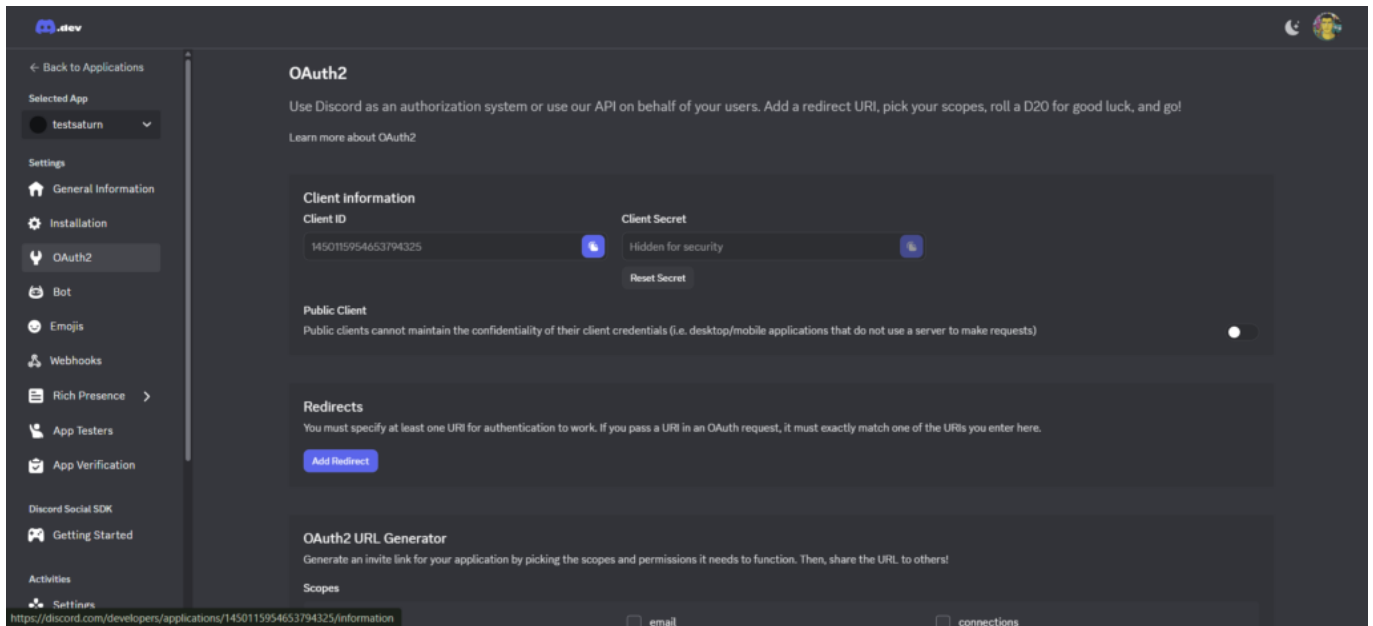 .dev
← Back to Applications
Selected App
testsaturn
Settings
General Information
Installation
OAuth2
Bot
Emojis
Webhooks
Rich Presence
App Testers
App Verification
Discord Social SDK
Getting Started
Activities
Settings
https://discord.com/developers/applications/1450115954653794325/information
OAuth2
Use Discord as an authorization system or use our API on behalf of your users. Add a redirect URI, pick your scopes, roll a D20 for good luck, and go!
Learn more about OAuth2
Client information
Client ID
Client Secret
1450115954653794325
Hidden for security
Reset Secret
Public Client
Public clients cannot maintain the confidentiality of their client credentials (i.e. desktop/mobile applications that do not use a server to make requests)
Redirects
You must specify at least one URI for authentication to work. If you pass a URI in an OAuth request, it must exactly match one of the URIs you enter here.
Add Redirect
OAuth2 URL Generator
Generate an invite link for your application by picking the scopes and permissions it needs to function. Then, share the URL to others!
Scopes
email
connections